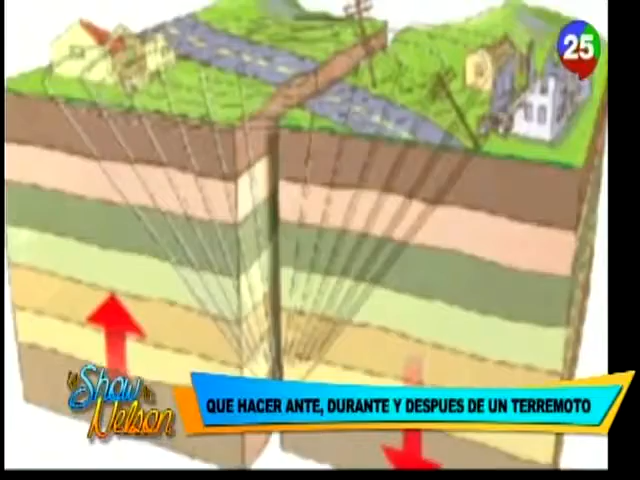 25
El Show de Nelson
QUE HACER ANTE, DURANTE Y DESPUES DE UN TERREMOTO